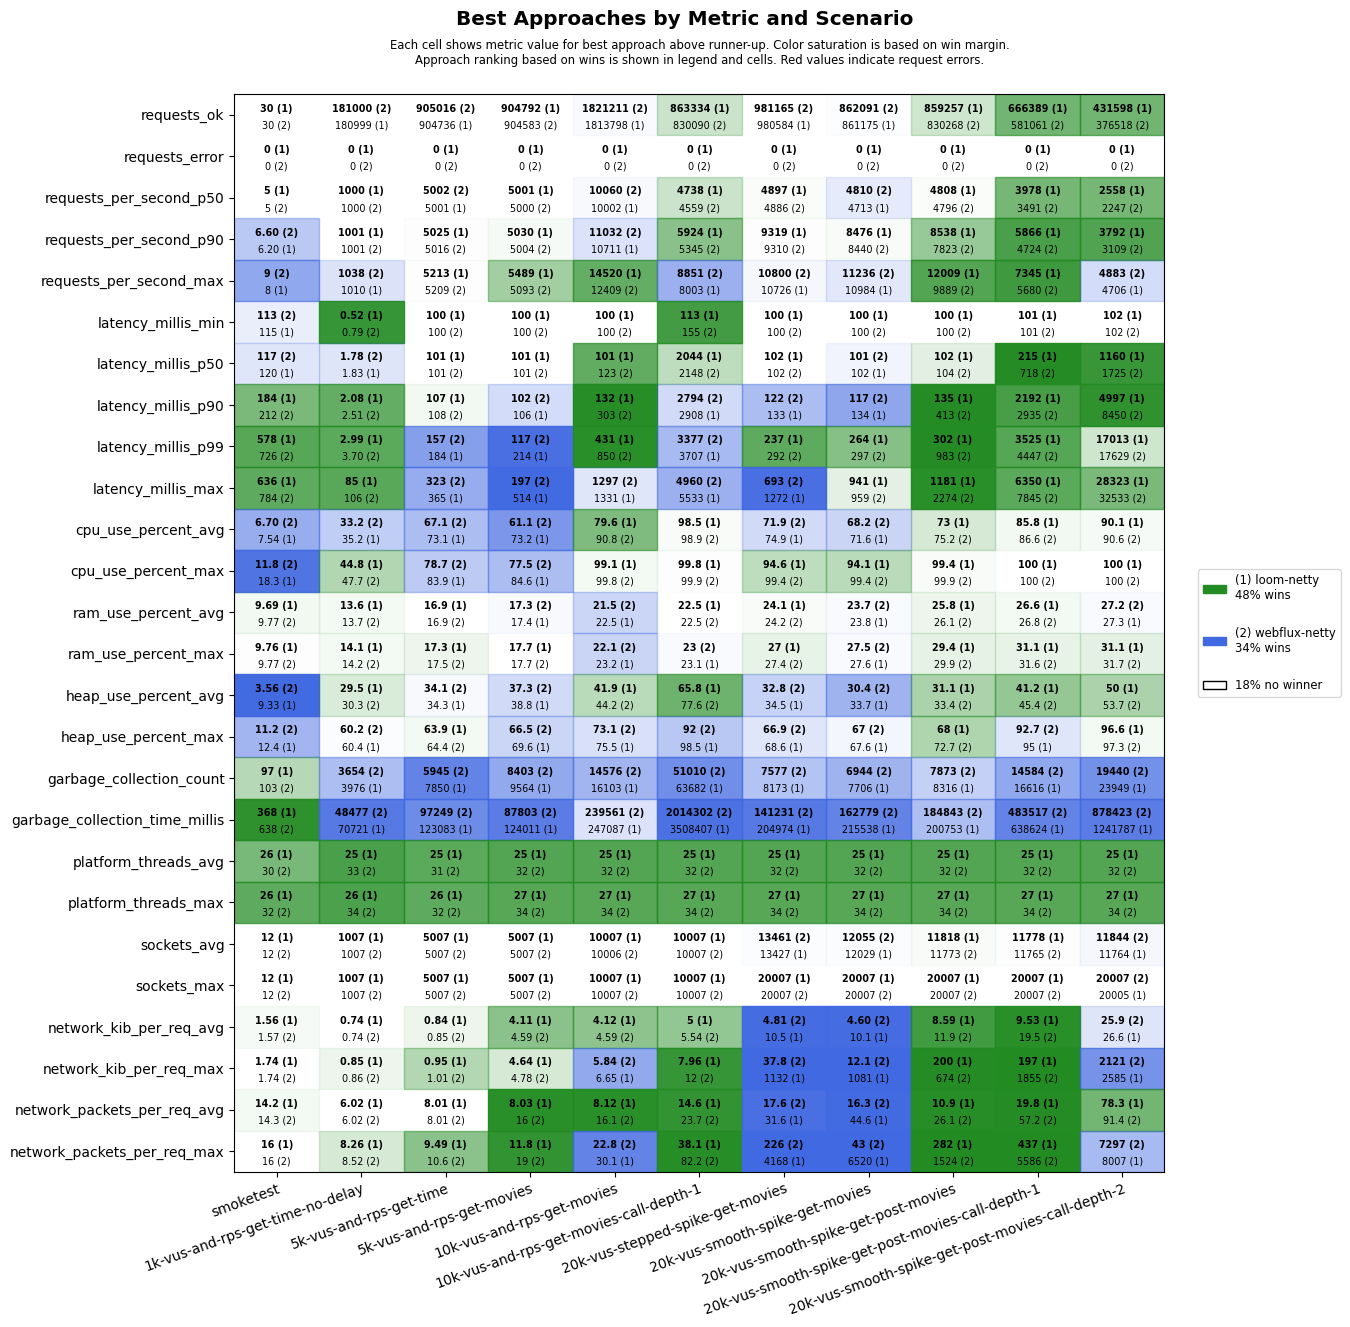 Best Approaches by Metric and Scenario
Each cell shows metric value for best approach above runner-up. Color saturation is based on win margin.
Approach ranking based on wins is shown in legend and cells. Red values indicate request errors.
requests_ok
30 (1) 181000 (2) 905016 (2) 904792 (1) 1821211 (2) 863334 (1) 981165 (2) 862091 (2) 859257 (1) 666389 (1) 431598 (1)
30 (2) 180999 (1) 904736 (1) 904583 (2) 1813798 (1) 830090 (2) 980584 (1) 861175 (1) 830268 (2) 581061 (2) 376518 (2)
requests_error
0 (1) 0 (1) 0 (1) 0 (1) 0 (1) 0 (1) 0 (1) 0 (1) 0 (1) 0 (1) 0 (1)
0 (2) 0 (2) 0 (2) 0 (2) 0 (2) 0 (2) 0 (2) 0 (2) 0 (2) 0 (2) 0 (2)
requests_per_second_p50
5 (1) 1000 (1) 5002 (2) 5001 (1) 10060 (2) 4738 (1) 4897 (1) 4810 (2) 4808 (1) 3978 (1) 2558 (1)
5 (2) 1000 (2) 5001 (1) 5000 (2) 10002 (1) 4559 (2) 4886 (2) 4713 (1) 4796 (2) 3491 (2) 2247 (2)
requests_per_second_p90
6.60 (2) 1001 (1) 5025 (1) 5030 (1) 11032 (2) 5924 (1) 9319 (1) 8476 (1) 8538 (1) 5866 (1) 3792 (1)
6.20 (1) 1001 (2) 5016 (2) 5004 (2) 10711 (1) 5345 (2) 9310 (2) 8440 (2) 7823 (2) 4724 (2) 3109 (2)
requests_per_second_max
9 (2) 1038 (2) 5213 (1) 5489 (1) 14520 (1) 8851 (2) 10800 (2) 11236 (2) 12009 (1) 7345 (1) 4883 (2)
8 (1) 1010 (1) 5209 (2) 5093 (2) 12409 (2) 8003 (1) 10726 (1) 10984 (1) 9889 (2) 5680 (2) 4706 (1)
latency_millis_min
113 (2) 0.52 (1) 100 (1) 100 (1) 100 (1) 113 (1) 100 (1) 100 (1) 100 (1) 101 (1) 102 (1)
115 (1) 0.79 (2) 100 (2) 100 (2) 100 (2) 155 (2) 100 (2) 100 (2) 100 (2) 101 (2) 102 (2)
latency_millis_p50
117 (2) 1.78 (2) 101 (1) 101 (1) 101 (1) 2044 (1) 102 (1) 101 (2) 102 (1) 215 (1) 1160 (1)
120 (1) 1.83 (1) 101 (2) 101 (2) 123 (2) 2148 (2) 102 (2) 102 (1) 104 (2) 718 (2) 1725 (2)
latency_millis_p90
184 (1) 2.08 (1) 107 (1) 102 (2) 132 (1) 2794 (2) 122 (2) 117 (2) 135 (1) 2192 (1) 4997 (1)
212 (2) 2.51 (2) 108 (2) 106 (1) 303 (2) 2908 (1) 133 (1) 134 (1) 413 (2) 2935 (2) 8450 (2)
latency_millis_p99
578 (1) 2.99 (1) 157 (2) 117 (2) 431 (1) 3377 (2) 237 (1) 264 (1) 302 (1) 3525 (1) 17013 (1)
726 (2) 3.70 (2) 184 (1) 214 (1) 850 (2) 3707 (1) 292 (2) 297 (2) 983 (2) 4447 (2) 17629 (2)
latency_millis_max
636 (1) 85 (1) 323 (2) 197 (2) 1297 (2) 4960 (2) 693 (2) 941 (1) 1181 (1) 6350 (1) 28323 (1)
784 (2) 106 (2) 365 (1) 514 (1) 1331 (1) 5533 (1) 1272 (1) 959 (2) 2274 (2) 7845 (2) 32533 (2)
cpu_use_percent_avg
6.70 (2) 33.2 (2) 67.1 (2) 61.1 (2) 79.6 (1) 98.5 (1) 71.9 (2) 68.2 (2) 73 (1) 85.8 (1) 90.1 (1)
7.54 (1) 35.2 (1) 73.1 (1) 73.2 (1) 90.8 (2) 98.9 (2) 74.9 (1) 71.6 (1) 75.2 (2) 86.6 (2) 90.6 (2)
cpu_use_percent_max
11.8 (2) 44.8 (1) 78.7 (2) 77.5 (2) 99.1 (1) 99.8 (1) 94.6 (1) 94.1 (1) 99.4 (1) 100 (1) 100 (1)
18.3 (1) 47.7 (2) 83.9 (1) 84.6 (1) 99.8 (2) 99.9 (2) 99.4 (2) 99.4 (2) 99.9 (2) 100 (2) 100 (2)
ram_use_percent_avg
9.69 (1) 13.6 (1) 16.9 (1) 17.3 (1) 21.5 (2) 22.5 (1) 24.1 (1) 23.7 (2) 25.8 (1) 26.6 (1) 27.2 (2)
9.77 (2) 13.7 (2) 16.9 (2) 17.4 (2) 22.5 (1) 22.5 (2) 24.2 (2) 23.8 (1) 26.1 (2) 26.8 (2) 27.3 (1)
ram_use_percent_max
9.76 (1) 14.1 (1) 17.3 (1) 17.7 (1) 22.1 (2) 23 (2) 27 (1) 27.5 (1) 29.4 (1) 31.1 (1) 31.1 (1)
9.77 (2) 14.2 (2) 17.5 (2) 17.7 (2) 23.2 (1) 23.1 (1) 27.4 (2) 27.6 (2) 29.9 (2) 31.6 (2) 31.7 (2)
heap_use_percent_avg
3.56 (2) 29.5 (1) 34.1 (2) 37.3 (2) 41.9 (1) 65.8 (1) 32.8 (2) 30.4 (2) 31.1 (1) 41.2 (1) 50 (1)
9.33 (1) 30.3 (2) 34.3 (1) 38.8 (1) 44.2 (2) 77.6 (2) 34.5 (1) 33.7 (1) 33.4 (2) 45.4 (2) 53.7 (2)
heap_use_percent_max
11.2 (2) 60.2 (2) 63.9 (1) 66.5 (2) 73.1 (2) 92 (2) 66.9 (2) 67 (2) 68 (1) 92.7 (2) 96.6 (1)
12.4 (1) 60.4 (1) 64.4 (2) 69.6 (1) 75.5 (1) 98.5 (1) 68.6 (1) 67.6 (1) 72.7 (2) 95 (1) 97.3 (2)
garbage_collection_count
97 (1) 3654 (2) 5945 (2) 8403 (2) 14576 (2) 51010 (2) 7577 (2) 6944 (2) 7873 (2) 14584 (2) 19440 (2)
103 (2) 3976 (1) 7850 (1) 9564 (1) 16103 (1) 63682 (1) 8173 (1) 7706 (1) 8316 (1) 16616 (1) 23949 (1)
garbage_collection_time_millis
368 (1) 48477 (2) 97249 (2) 87803 (2) 239561 (2) 2014302 (2) 141231 (2) 162779 (2) 184843 (2) 483517 (2) 878423 (2)
638 (2) 70721 (1) 123083 (1) 124011 (1) 247087 (1) 3508407 (1) 204974 (1) 215538 (1) 200753 (1) 638624 (1) 1241787 (1)
platform_threads_avg
26 (1) 25 (1) 25 (1) 25 (1) 25 (1) 25 (1) 25 (1) 25 (1) 25 (1) 25 (1) 25 (1)
30 (2) 33 (2) 31 (2) 32 (2) 32 (2) 32 (2) 32 (2) 32 (2) 32 (2) 32 (2) 32 (2)
platform_threads_max
26 (1) 26 (1) 26 (1) 27 (1) 27 (1) 27 (1) 27 (1) 27 (1) 27 (1) 27 (1) 27 (1)
32 (2) 34 (2) 32 (2) 34 (2) 34 (2) 34 (2) 34 (2) 34 (2) 34 (2) 34 (2) 34 (2)
sockets_avg
12 (1) 1007 (1) 5007 (1) 5007 (1) 10007 (1) 10007 (1) 13461 (2) 12055 (2) 11818 (1) 11778 (1) 11844 (2)
12 (2) 1007 (2) 5007 (2) 5007 (2) 10006 (2) 10007 (2) 13427 (1) 12029 (1) 11773 (2) 11765 (2) 11764 (1)
sockets_max
12 (1) 1007 (1) 5007 (1) 5007 (1) 10007 (1) 10007 (1) 20007 (1) 20007 (1) 20007 (1) 20007 (1) 20007 (2)
12 (2) 1007 (2) 5007 (2) 5007 (2) 10007 (2) 10007 (2) 20007 (2) 20007 (2) 20007 (2) 20007 (2) 20005 (1)
network_kib_per_req_avg
1.56 (1) 0.74 (1) 0.84 (1) 4.11 (1) 4.12 (1) 5 (1) 4.81 (2) 4.60 (2) 8.59 (1) 9.53 (1) 25.9 (2)
1.57 (2) 0.74 (2) 0.85 (2) 4.59 (2) 4.59 (2) 5.54 (2) 10.5 (1) 10.1 (1) 11.9 (2) 19.5 (2) 26.6 (1)
network_kib_per_req_max
1.74 (1) 0.85 (1) 0.95 (1) 4.64 (1) 5.84 (2) 7.96 (1) 37.8 (2) 12.1 (2) 200 (1) 197 (1) 2121 (2)
1.74 (2) 0.86 (2) 1.01 (2) 4.78 (2) 6.65 (1) 12 (2) 1132 (1) 1081 (1) 674 (2) 1855 (2) 2585 (1)
network_packets_per_req_avg
14.2 (1) 6.02 (1) 8.01 (1) 8.03 (1) 8.12 (1) 14.6 (1) 17.6 (2) 16.3 (2) 10.9 (1) 19.8 (1) 78.3 (1)
14.3 (2) 6.02 (2) 8.01 (2) 16 (2) 16.1 (2) 23.7 (2) 31.6 (1) 44.6 (1) 26.1 (2) 57.2 (2) 91.4 (2)
network_packets_per_req_max
16 (1) 8.26 (1) 9.49 (1) 11.8 (1) 22.8 (2) 38.1 (1) 226 (2) 43 (2) 282 (1) 437 (1) 7297 (2)
16 (2) 8.52 (2) 10.6 (2) 19 (2) 30.1 (1) 82.2 (2) 4168 (1) 6520 (1) 1524 (2) 5586 (2) 8007 (1)
smoketest
1k-vus-and-rps-get-time-no-delay
5k-vus-and-rps-get-time
5k-vus-and-rps-get-movies
10k-vus-and-rps-get-movies
10k-vus-and-rps-get-movies-call-depth-1
20k-vus-stepped-spike-get-movies
20k-vus-smooth-spike-get-movies
20k-vus-smooth-spike-get-post-movies
20k-vus-smooth-spike-get-post-movies-call-depth-1
20k-vus-smooth-spike-get-post-movies-call-depth-2
(1) loom-netty
48% wins
(2) webflux-netty
34% wins
18% no winner